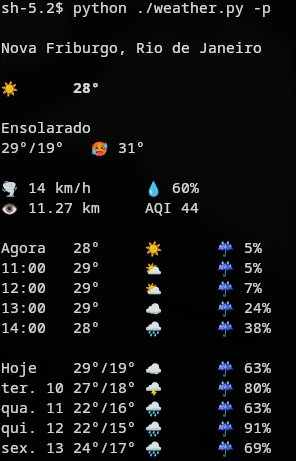 sh-5.2$ python ./weather.py -p
Nova Friburgo, Rio de Janeiro
28°
Ensolarado
29°/19° 31°
14 km/h 60%
11.27 km AQI 44
Agora 28° 5%
11:00 29° 5%
12:00 29° 7%
13:00 29° 24%
14:00 28° 38%
Hoje 29°/19° 63%
ter. 10 27°/18° 80%
qua. 11 22°/16° 63%
qui. 12 22°/15° 91%
sex. 13 24°/17° 69%